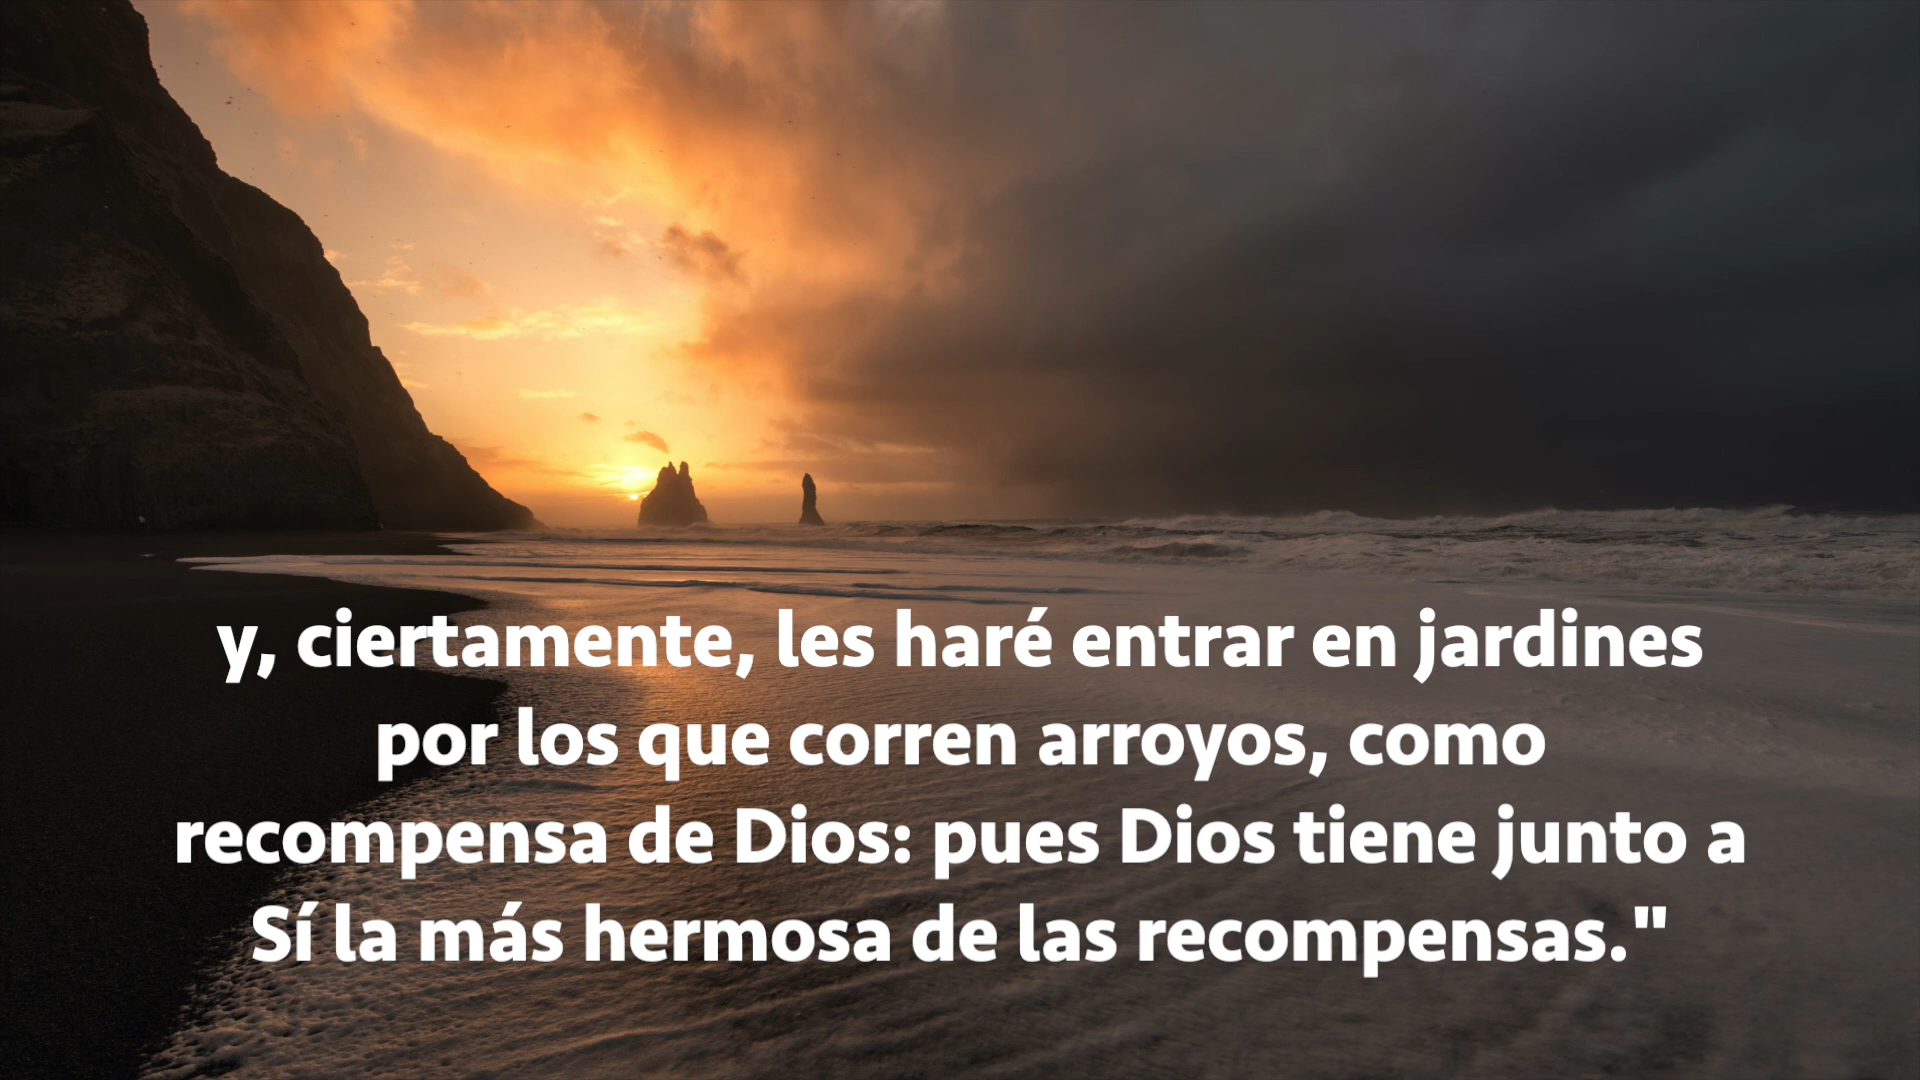 y, ciertamente, les haré entrar en jardines
por los que corren arroyos, como
recompensa de Dios: pues Dios tiene junto a
Sí la más hermosa de las recompensas."